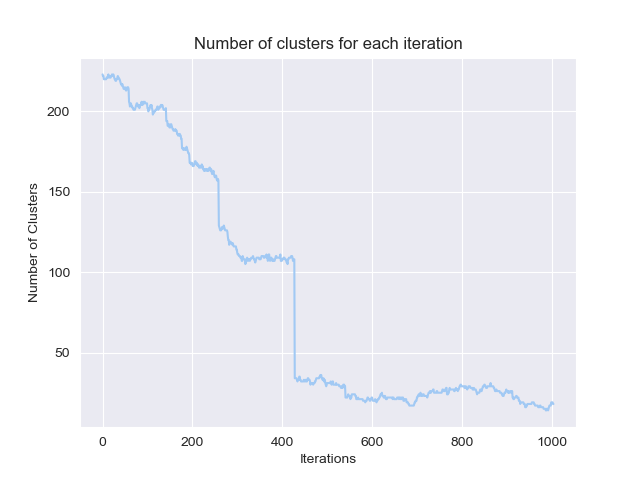 Number of clusters for each iteration
200
150
100
50
Number of Clusters
0 200 400 600 800 1000
Iterations